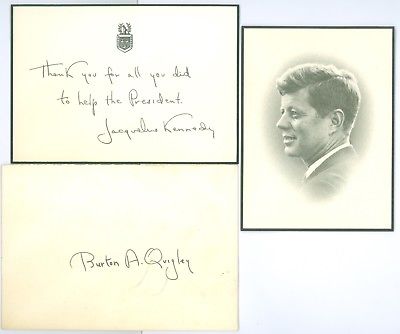 Thank you for all you did
to help the President.
Jacqueline Kennedy
Burton A. Quigley